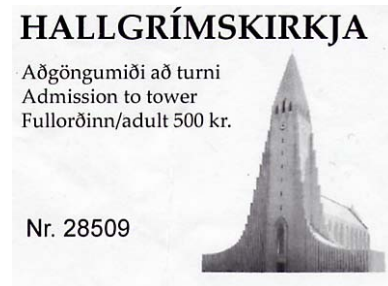 HALLGRÍMSKIRKJA
Aðgöngumiði að turni
Admission to tower
Fullorðinn/adult 500 kr.
Nr. 28509